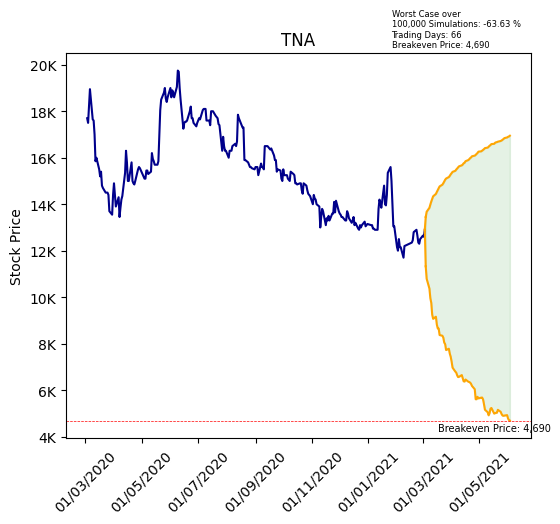 Worst Case over
100,000 Simulations: -63.63 %
Trading Days: 66
Breakeven Price: 4,690
TNA
Stock Price
20K
18K
16K
14K
12K
10K
8K
6K
4K
Breakeven Price: 4,690
01/03/2020
01/05/2020
01/07/2020
01/09/2020
01/11/2020
01/01/2021
01/03/2021
01/05/2021